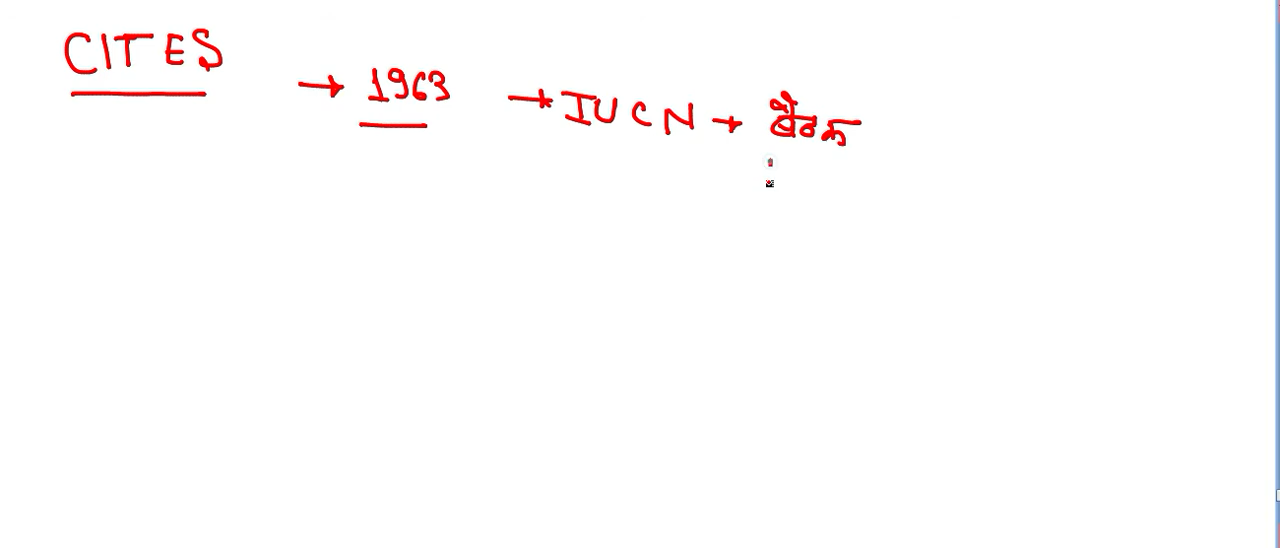 CITES → 1963 → IUCN → बैठक